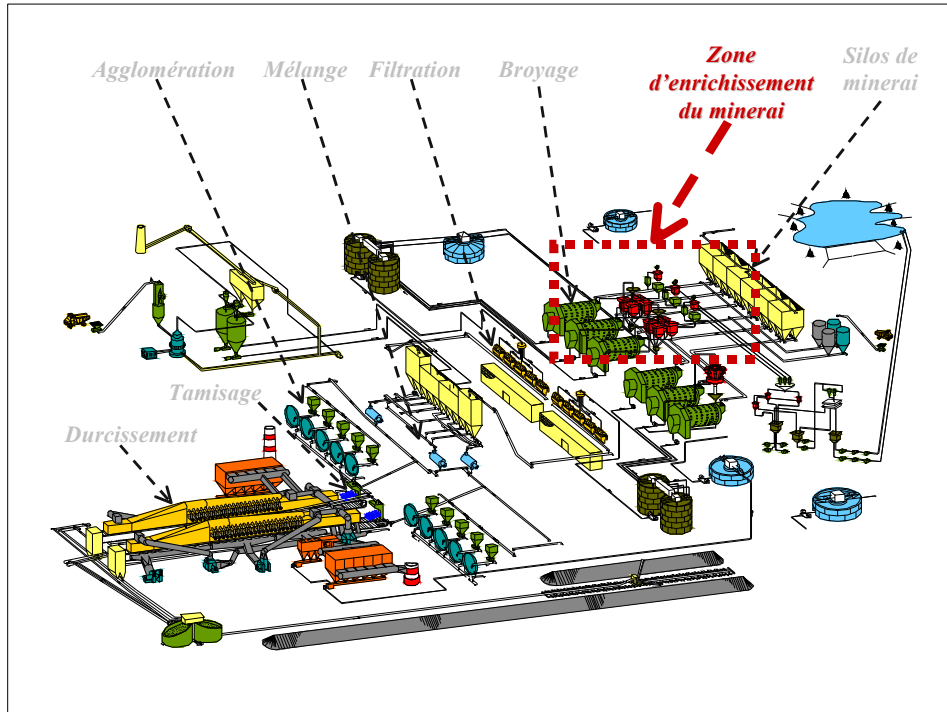 Agglomération
Mélange
Filtration
Broyage
Zone
d’enrichissement
du minerai
Silos de
minerai
Tamisage
Durcissement